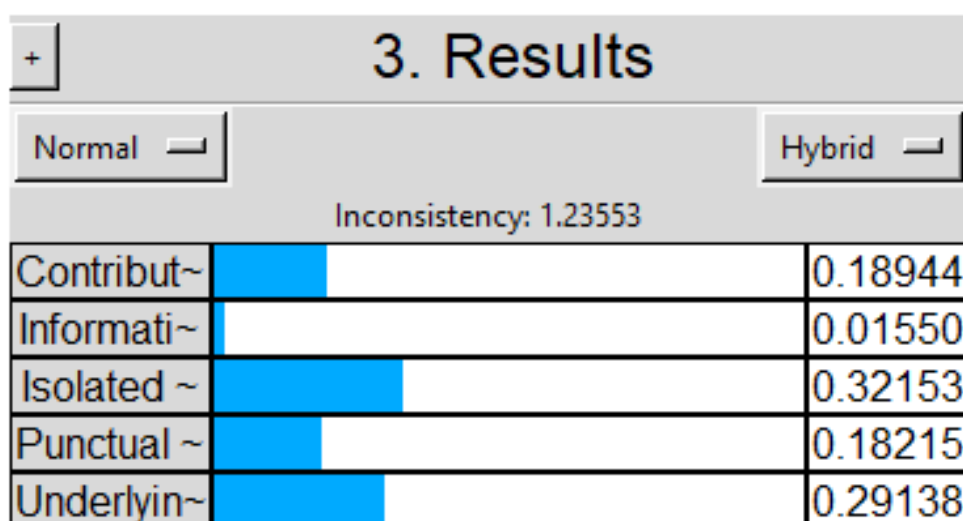 + 3. Results
Normal Hybrid
Inconsistency: 1.23553
Contribut~ 0.18944
Informati~ 0.01550
Isolated ~ 0.32153
Punctual ~ 0.18215
Underlyin~ 0.29138